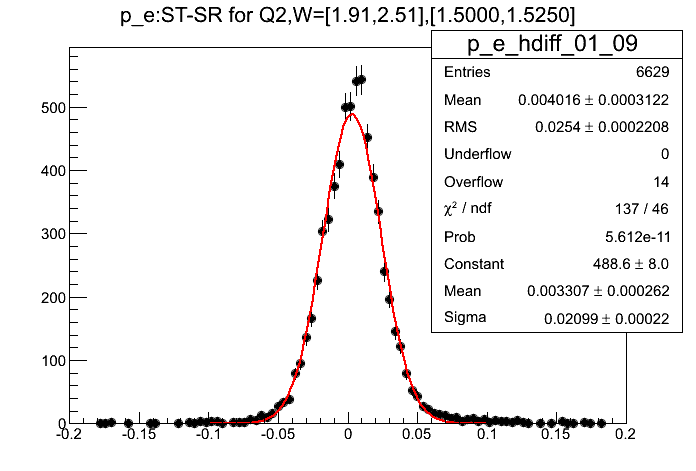 p_e:ST-SR for Q2,W=[1.91,2.51],[1.5000,1.5250]
p_e_hdiff_01_09
Entries 6629
Mean 0.004016 ± 0.0003122
RMS 0.0254 ± 0.0002208
Underflow 0
Overflow 14
χ² / ndf 137 / 46
Prob 5.612e-11
Constant 488.6 ± 8.0
Mean 0.003307 ± 0.000262
Sigma 0.02099 ± 0.00022
500
400
300
200
100
0
-0.2 -0.15 -0.1 -0.05 0 0.05 0.1 0.15 0.2